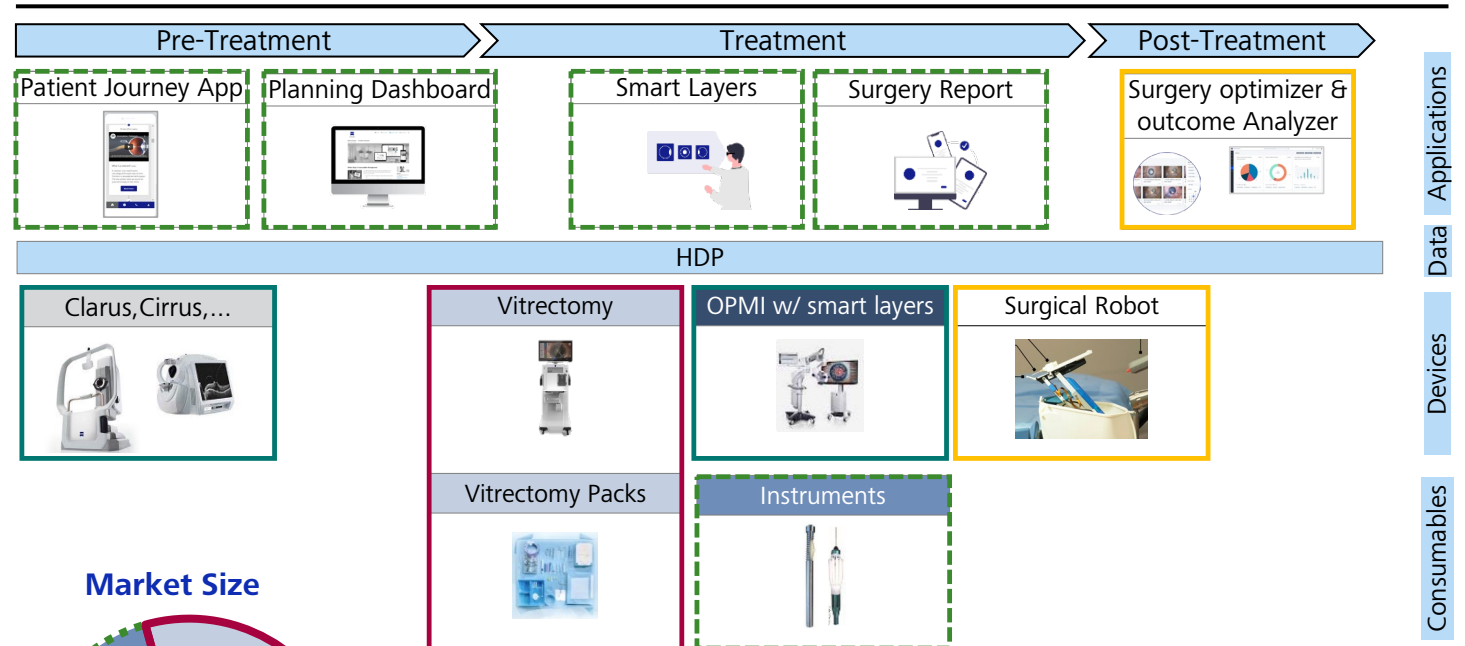 Pre-Treatment
Treatment
Post-Treatment
Patient Journey App
Planning Dashboard
Smart Layers
Surgery Report
Surgery optimizer &
outcome Analyzer
Applications
HDP
Data
Clarus,Cirrus,...
Vitrectomy
OPMI w/ smart layers
Surgical Robot
Devices
Vitrectomy Packs
Instruments
Consumables
Market Size